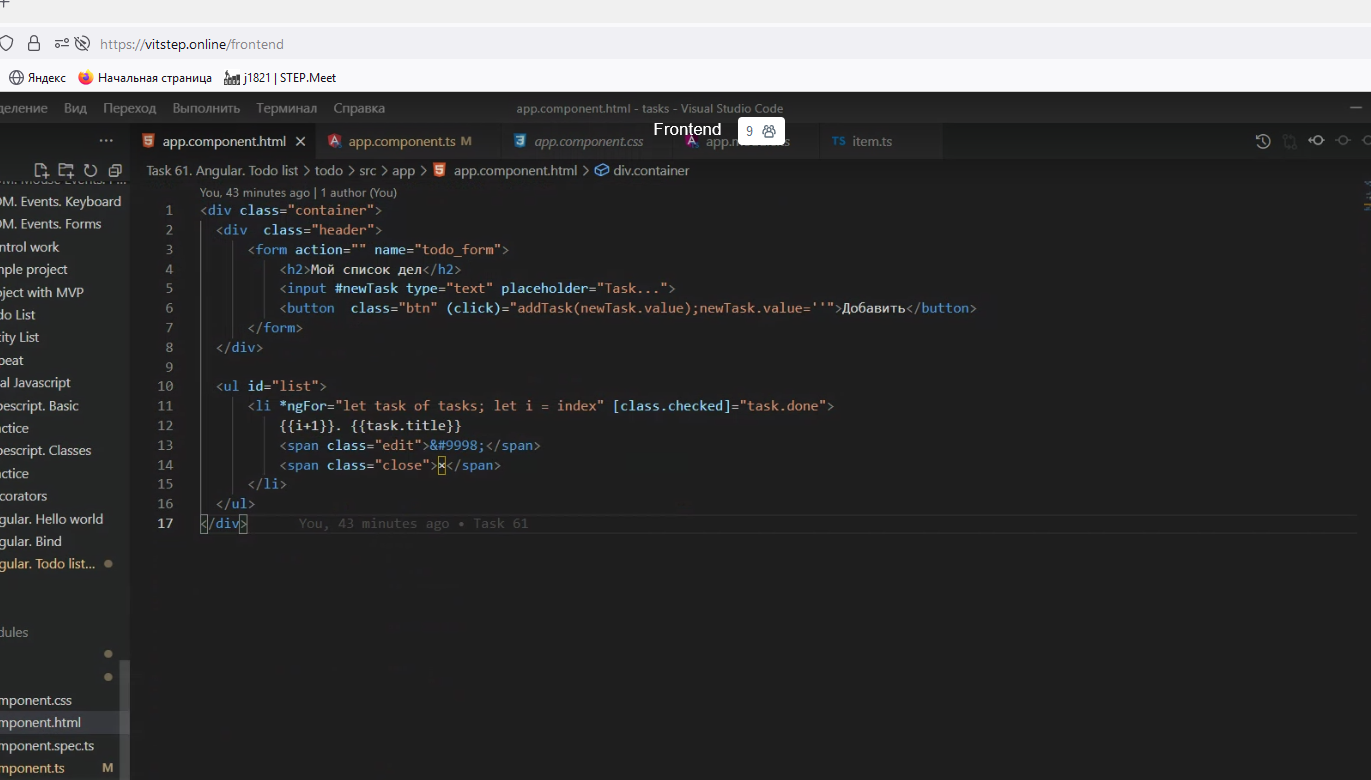 https://vitstep.online/frontend
Яндекс Начальная страница j1821 | STEP.Meet
деление Вид Переход Выполнить Терминал Справка app.component.html - tasks - Visual Studio Code
Frontend 9
... app.component.html app.component.ts M app.component.css TS item.ts
Task 61. Angular. Todo list > todo > src > app > app.component.html > div.container
You, 43 minutes ago | 1 author (You)
1 <div class="container">
2 <div  class="header">
3 <form action="" name="todo_form">
4 <h2>Мой список дел</h2>
5 <input #newTask type="text" placeholder="Task...">
6 <button  class="btn" (click)="addTask(newTask.value);newTask.value=''">Добавить</button>
7 </form>
8 </div>
9
10 <ul id="list">
11 <li *ngFor="let task of tasks; let i = index" [class.checked]="task.done">
12 {{i+1}}. {{task.title}}
13 <span class="edit">&#9998;</span>
14 <span class="close">×</span>
15 </li>
16 </ul>
17 </div> You, 43 minutes ago • Task 61
OM. Events. Keyboard
OM. Events. Forms
ntrol work
mple project
oject with MVP
do List
ity List
peat
al Javascript
pescript. Basic
ctice
pescript. Classes
ctice
corators
gular. Hello world
gular. Bind
gular. Todo list...
dules
mponent.css
mponent.html
mponent.spec.ts
mponent.ts M